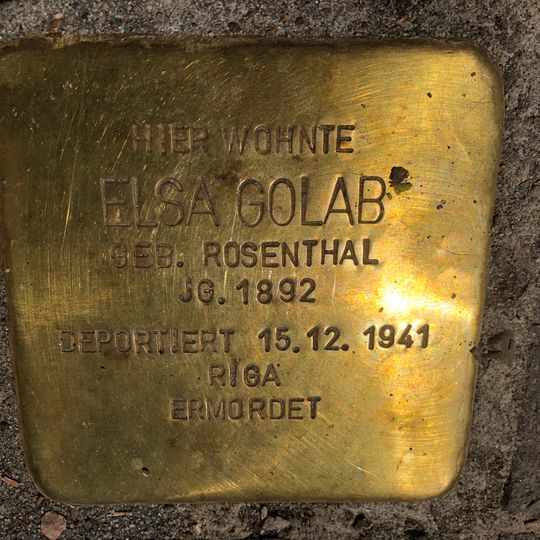 HIER WOHNTE
ELSA GOLAB
GEB. ROSENTHAL
JG. 1892
DEPORTIERT 15.12.1941
RIGA
ERMORDET